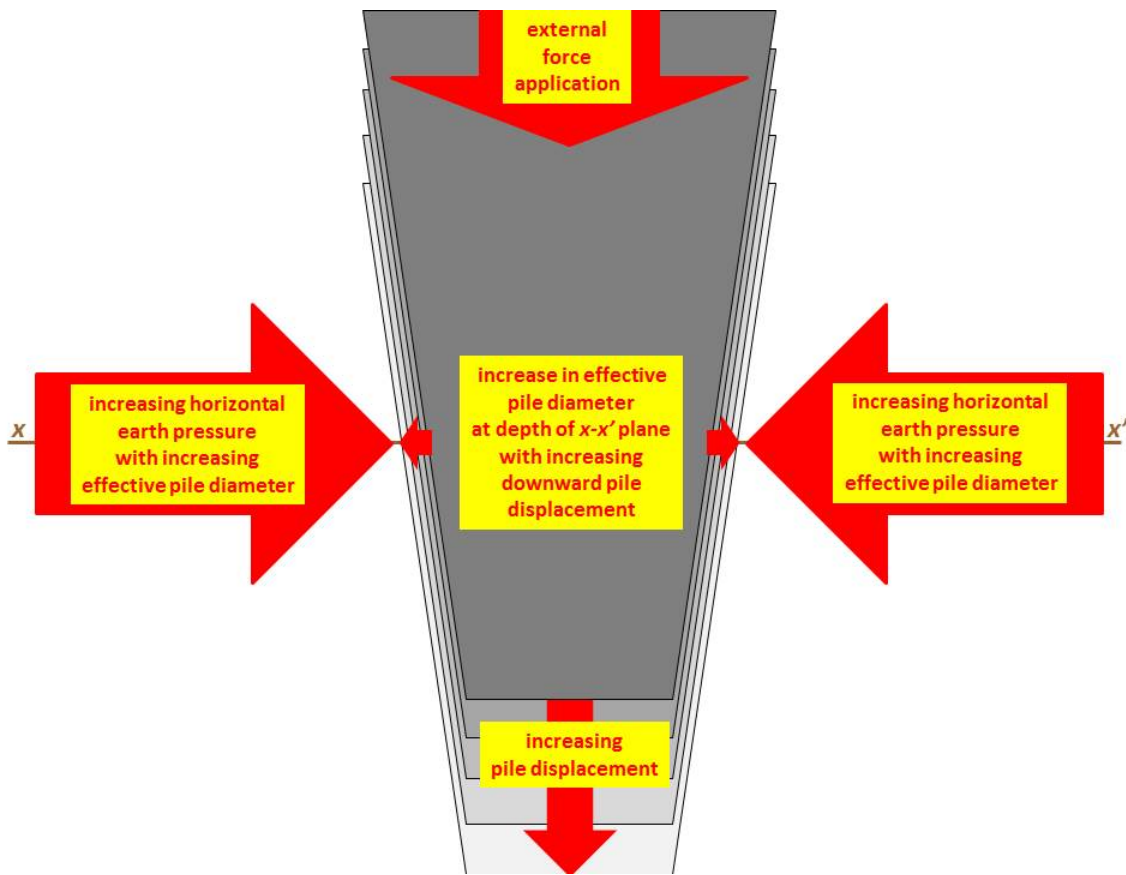 external
force
application
x
increasing horizontal
earth pressure
with increasing
effective pile diameter
increase in effective
pile diameter
at depth of x-x’ plane
with increasing
downward pile
displacement
increasing horizontal
earth pressure
with increasing
effective pile diameter
x’
increasing
pile displacement